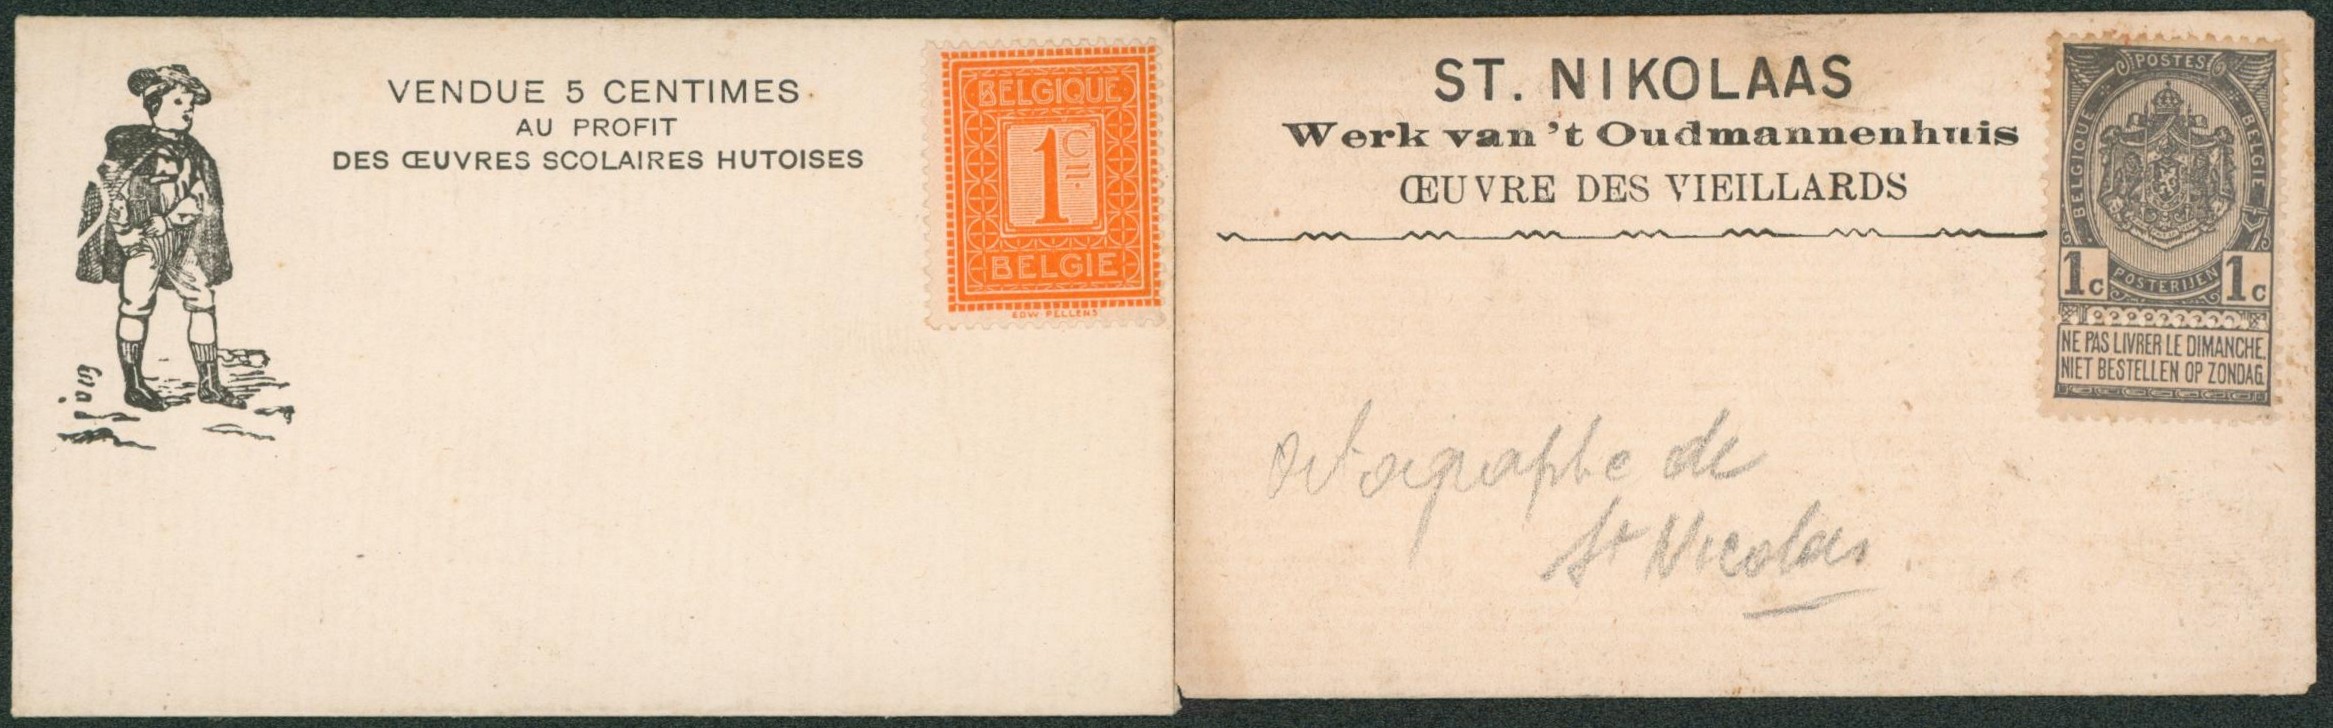 VENDUE 5 CENTIMES
AU PROFIT
DES ŒUVRES SCOLAIRES HUTOISES
BELGIQUE
1 C
BELGIE
EDW PELLENS
ST. NIKOLAAS
Werk van 't Oudmannenhuis
ŒUVRE DES VIEILLARDS
POSTES
BELGIQUE
BELGIE
1c
POSTERIJEN
1c
NE PAS LIVRER LE DIMANCHE.
NIET BESTELLEN OP ZONDAG.
de
St Nicolas.